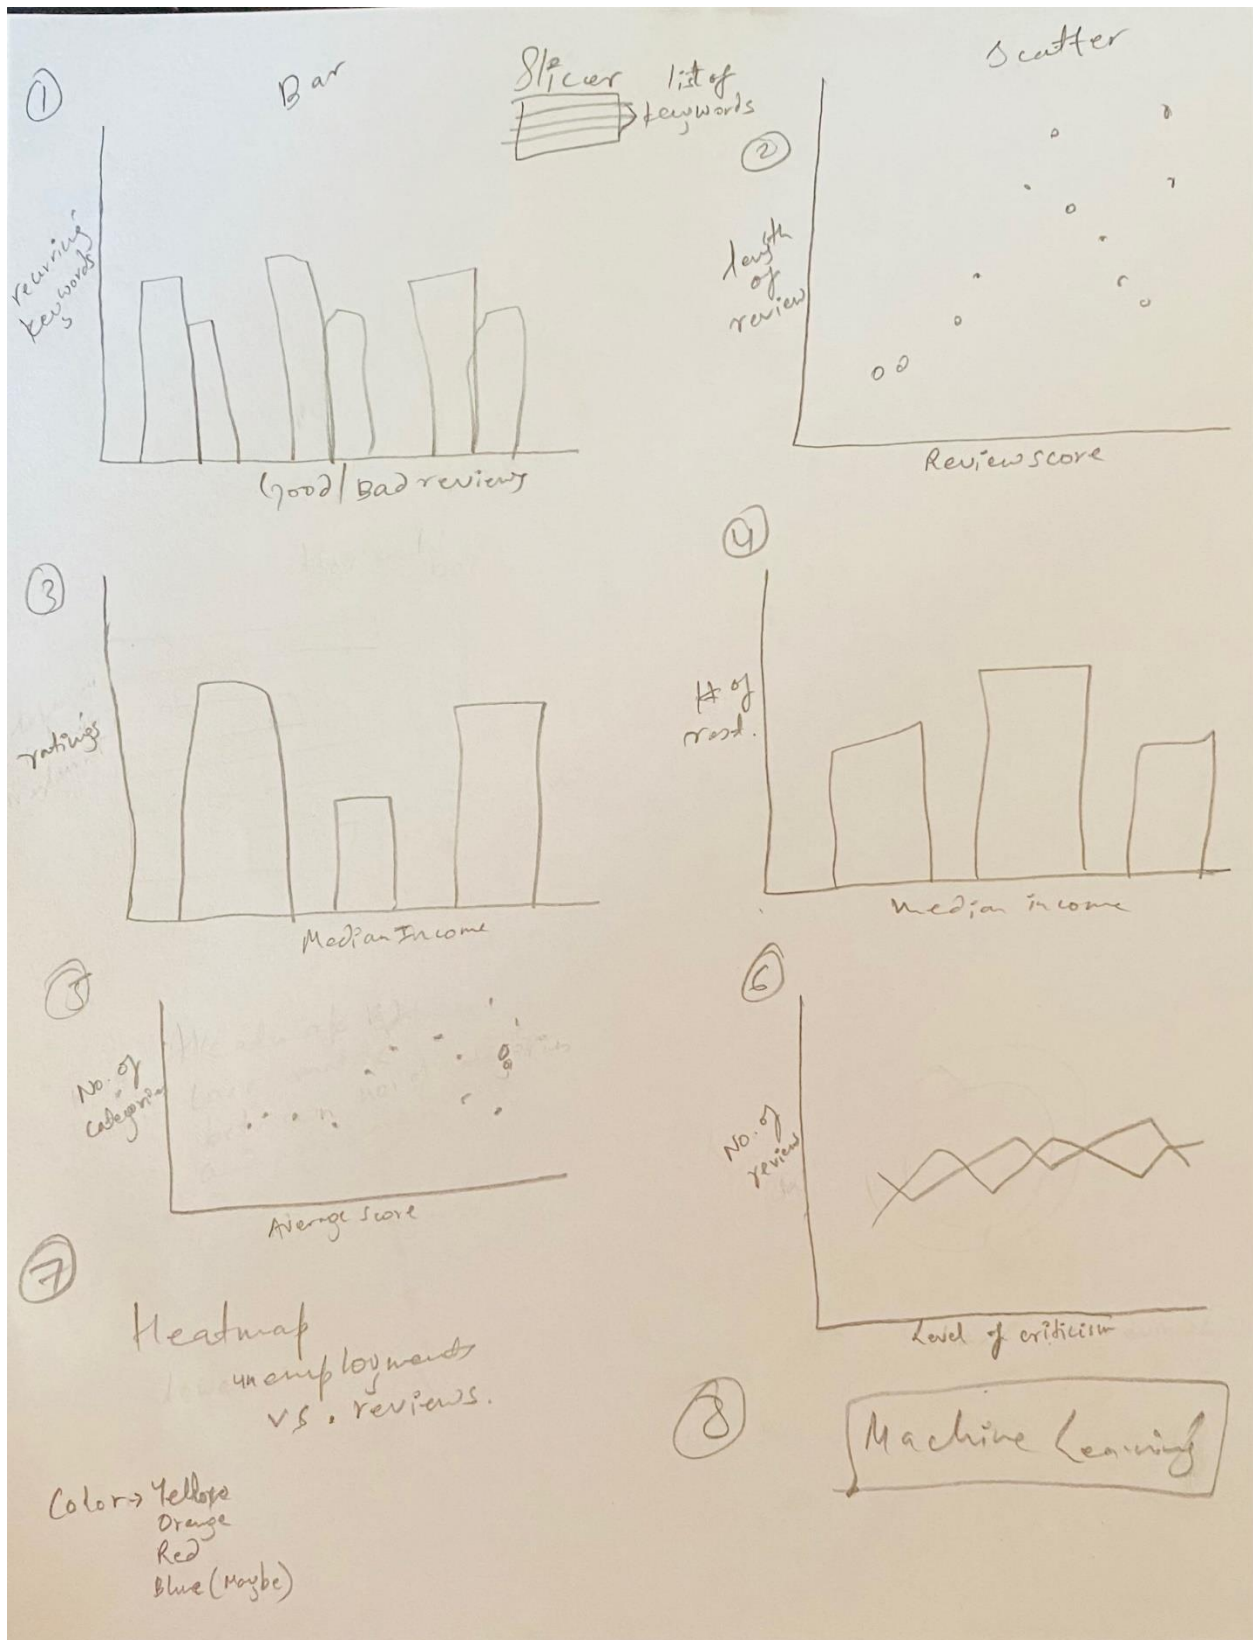 1
Bar
Slicer
list of
keywords
recurring
keywords
Good/Bad reviews
Scatter
2
length
of
review
Review score
3
ratings
Median Income
4
# of
rest.
Median income
5
No. of
categories
Average score
6
No. of
reviews
Level of criticism
7
Heatmap
unemployment
vs. reviews.
Color→ Yellow
Orange
Red
Blue (Maybe)
8
Machine Learning